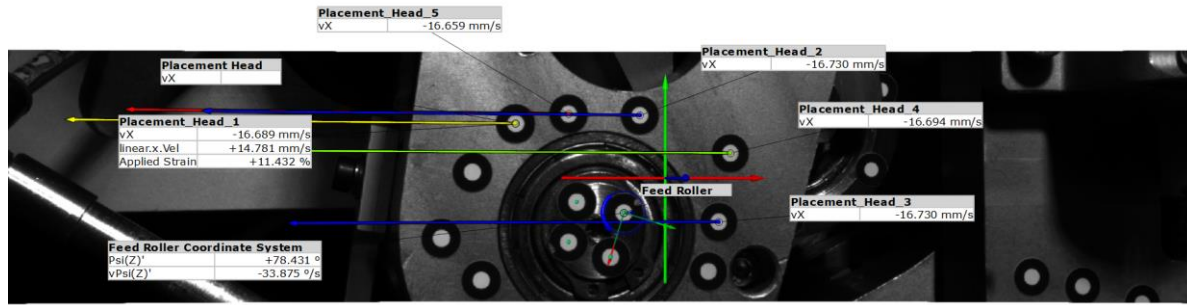 Placement_Head_5
vX -16.659 mm/s
Placement_Head_2
vX -16.730 mm/s
Placement Head
vX
Placement_Head_1
vX -16.689 mm/s
linear.x.Vel +14.781 mm/s
Applied Strain +11.432 %
Placement_Head_4
vX -16.694 mm/s
Feed Roller
Placement_Head_3
vX -16.730 mm/s
Feed Roller Coordinate System
Psi(Z)' +78.431 °
vPsi(Z)' -33.875 °/s